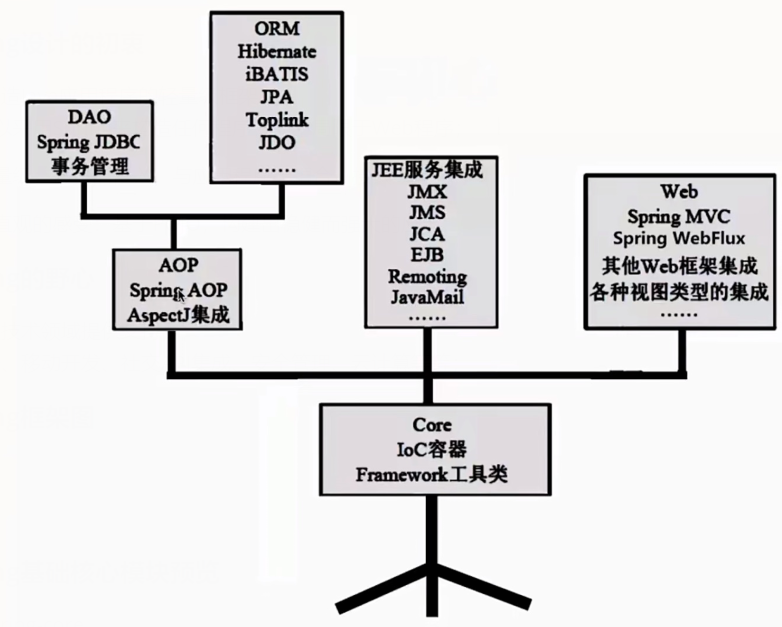 ORM
Hibernate
iBATIS
JPA
Toplink
JDO
……
DAO
Spring JDBC
事务管理
JEE服务集成
JMX
JMS
JCA
EJB
Remoting
JavaMail
……
Web
Spring MVC
Spring WebFlux
其他Web框架集成
各种视图类型的集成
……
AOP
Spring AOP
AspectJ集成
Core
IoC容器
Framework工具类